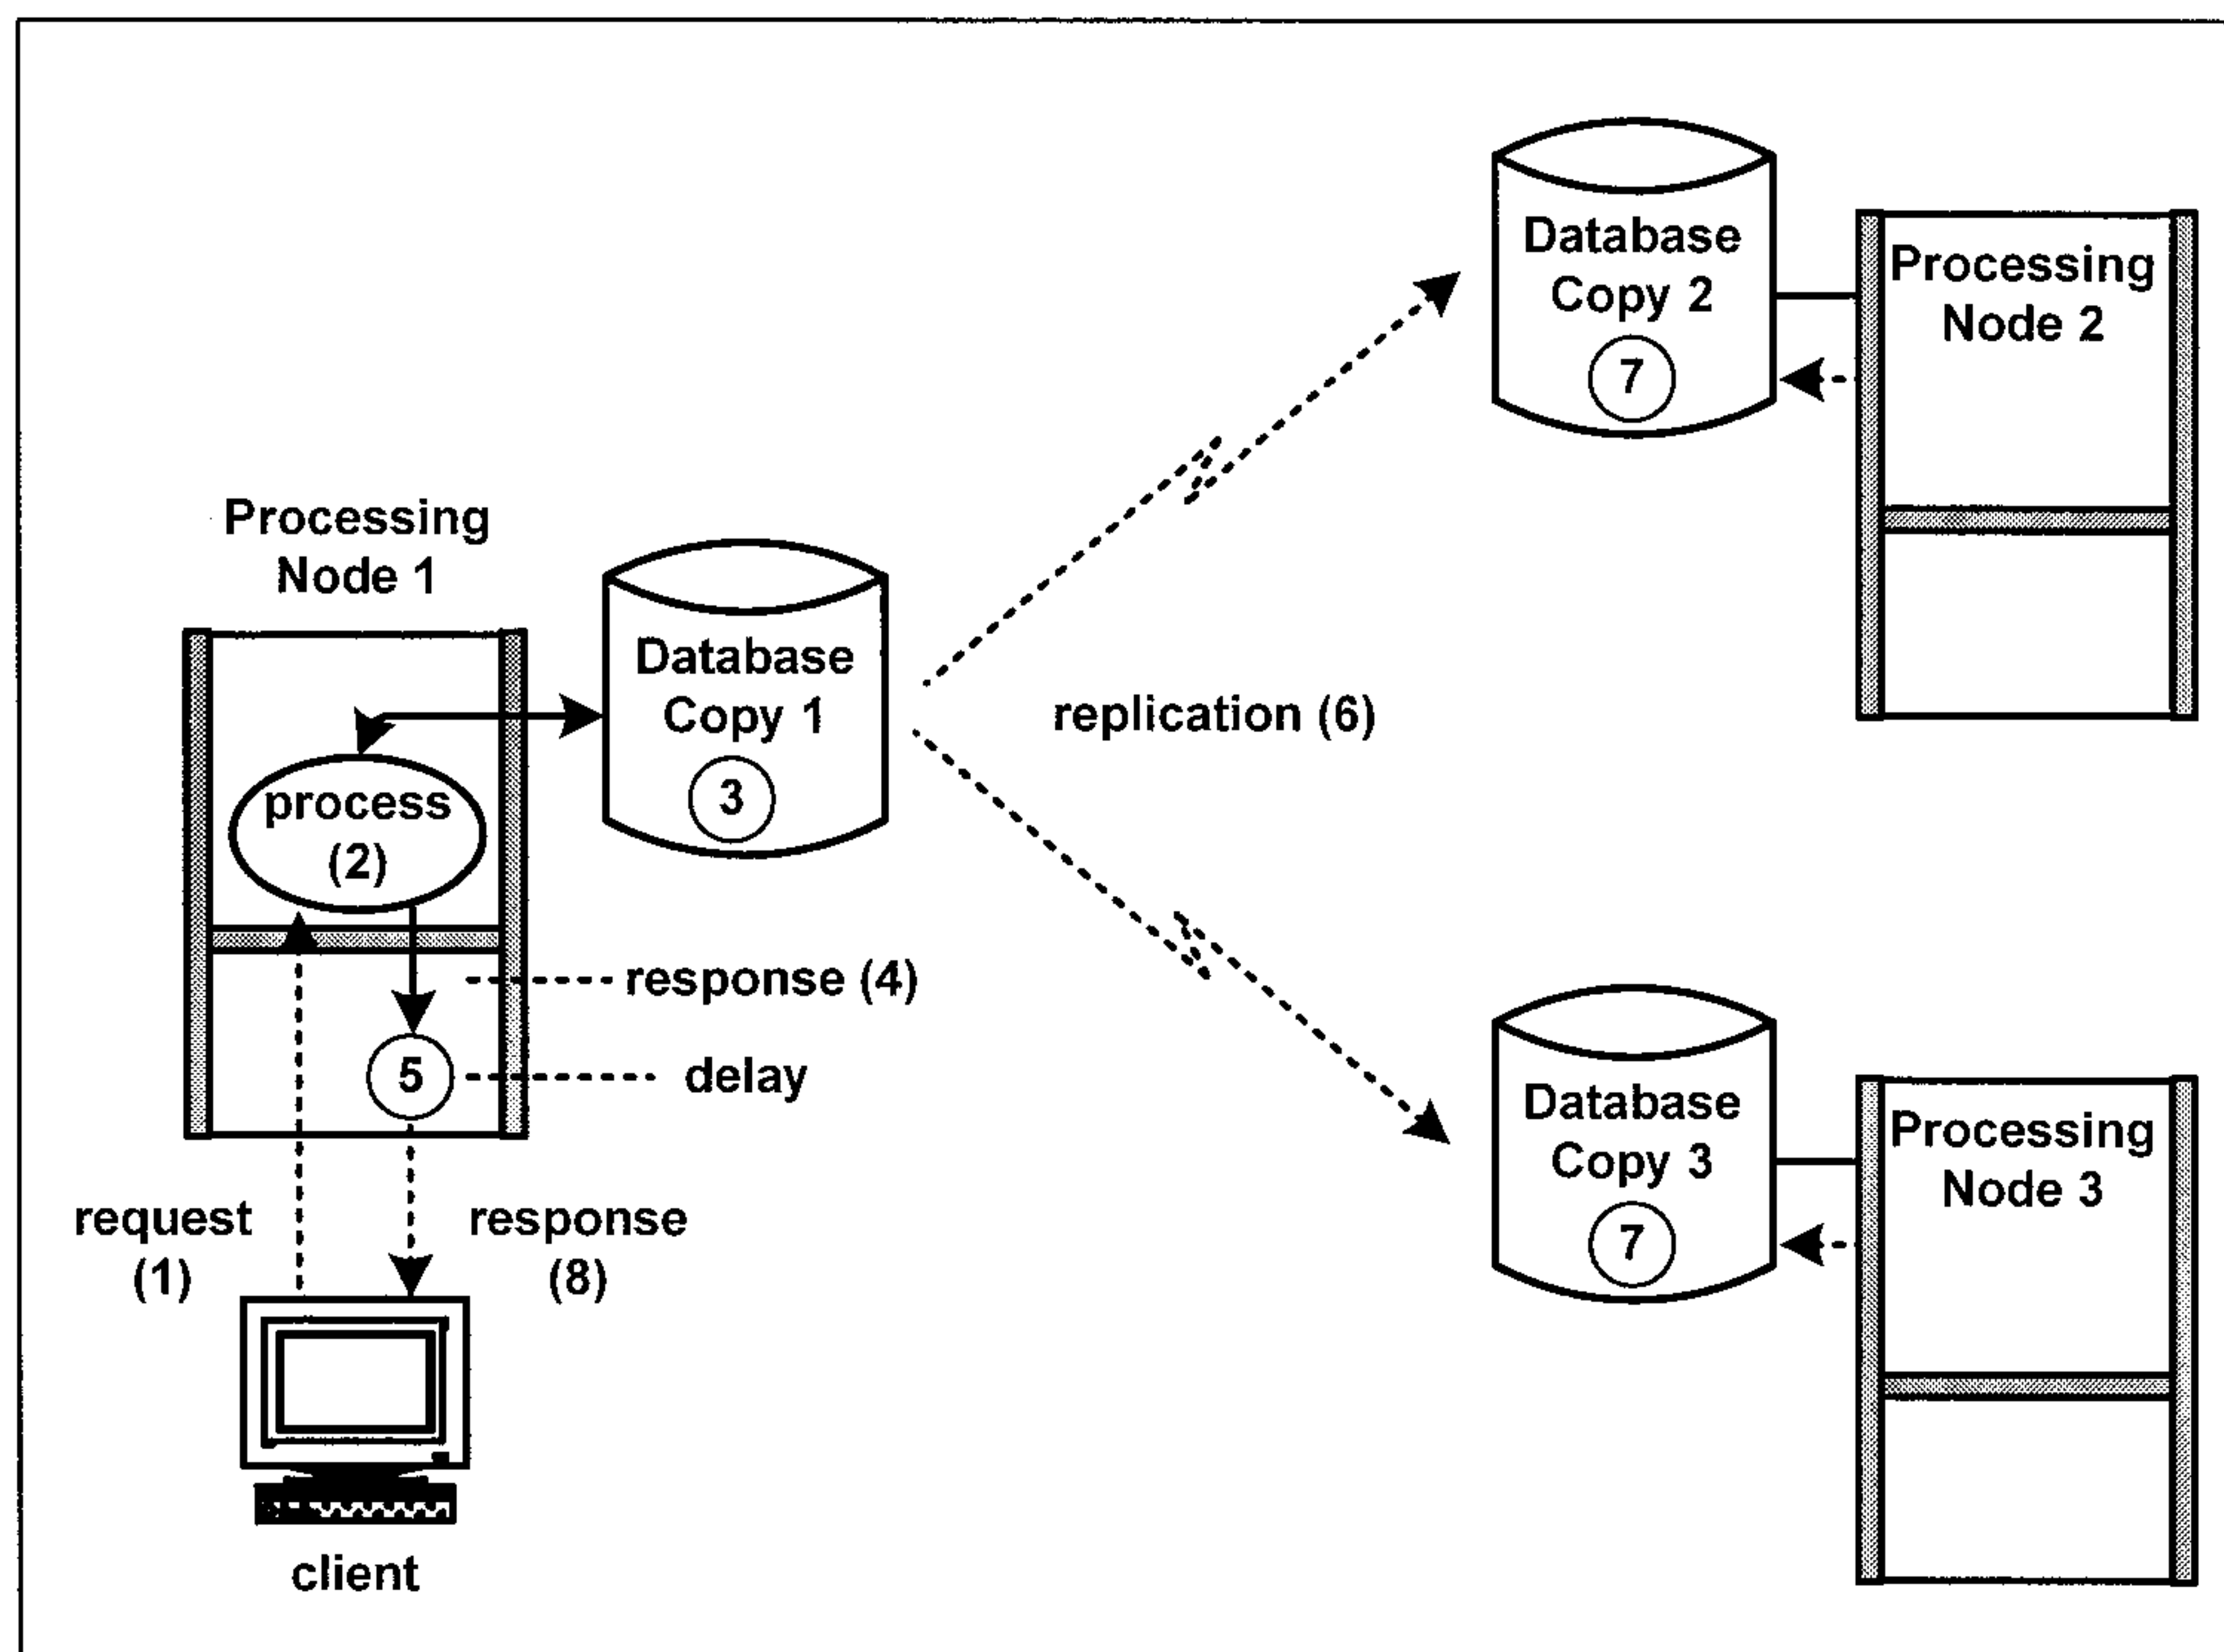 Database
Copy 2
7
Processing
Node 2
Processing
Node 1
Database
Copy 1
3
replication (6)
process
(2)
response (4)
5
delay
Database
Copy 3
7
Processing
Node 3
request
(1)
response
(8)
client